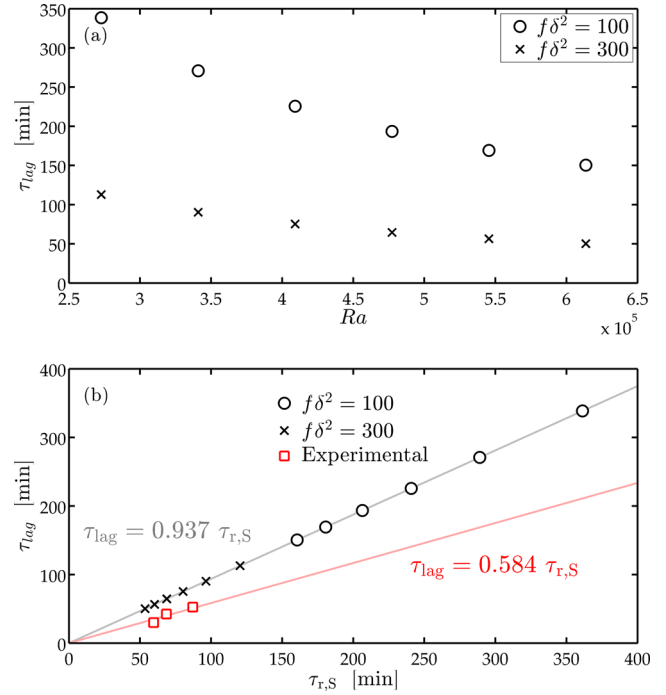 350
300
250
200
150
100
50
0
τlag [min]
(a)
fδ² = 100
fδ² = 300
2.5 3 3.5 4 4.5 5 5.5 6 6.5
Ra
x 10⁵
400
300
200
100
0
τlag [min]
(b)
fδ² = 100
fδ² = 300
Experimental
τlag = 0.937 τr,S
τlag = 0.584 τr,S
0 50 100 150 200 250 300 350 400
τr,S [min]